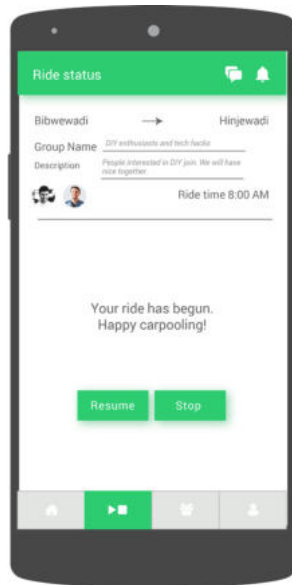 Ride status
Bibwewadi Hinjewadi
Group Name DIY enthusiasts and tech hacks
Description People interested in DIY join. We will have
nice together.
Ride time 8:00 AM
Your ride has begun.
Happy carpooling!
Resume Stop